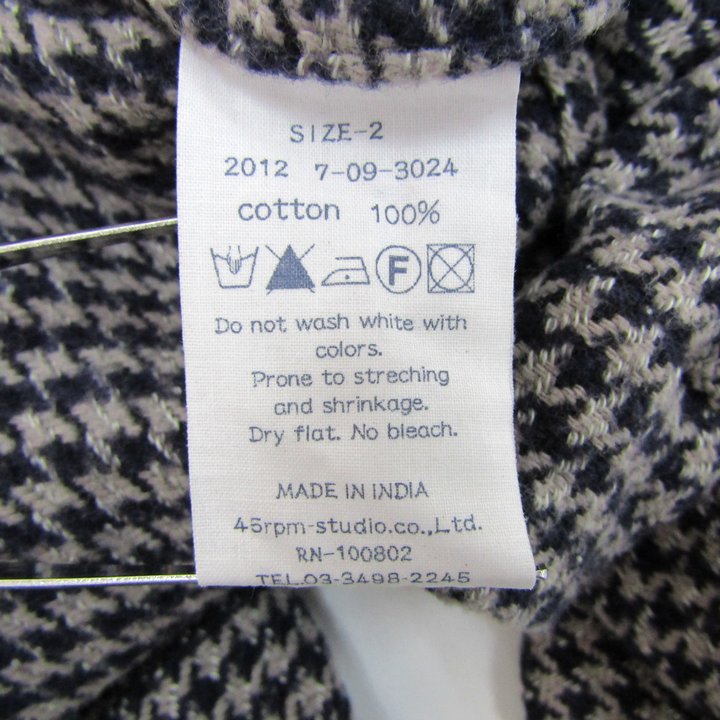 SIZE-2
2012 7-09-3024
cotton 100%
F
Do not wash white with
colors.
Prone to streching
and shrinkage.
Dry flat. No bleach.
MADE IN INDIA
45rpm-studio.co.,Ltd.
RN-100802
TEL.03-3498-2245